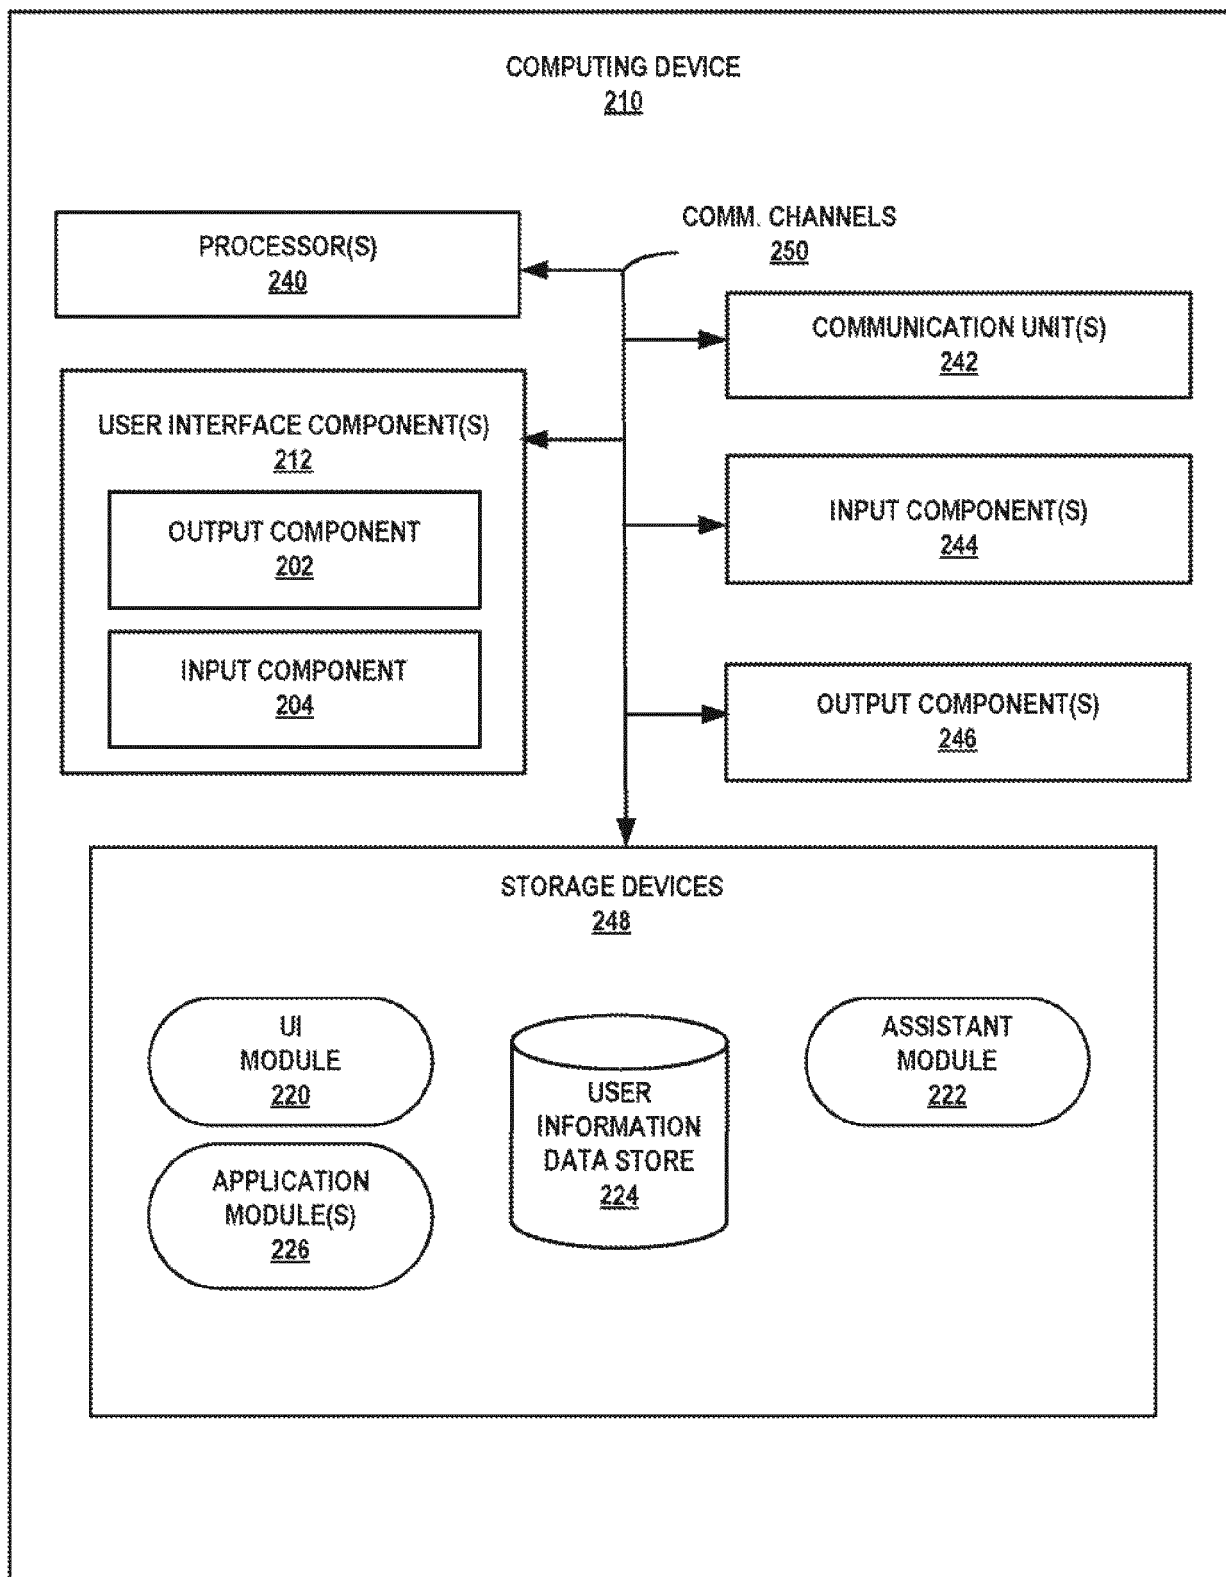 COMPUTING DEVICE
210
PROCESSOR(S)
240
COMM. CHANNELS
250
COMMUNICATION UNIT(S)
242
USER INTERFACE COMPONENT(S)
212
OUTPUT COMPONENT
202
INPUT COMPONENT
204
INPUT COMPONENT(S)
244
OUTPUT COMPONENT(S)
246
STORAGE DEVICES
248
UI
MODULE
220
APPLICATION
MODULE(S)
226
USER
INFORMATION
DATA STORE
224
ASSISTANT
MODULE
222